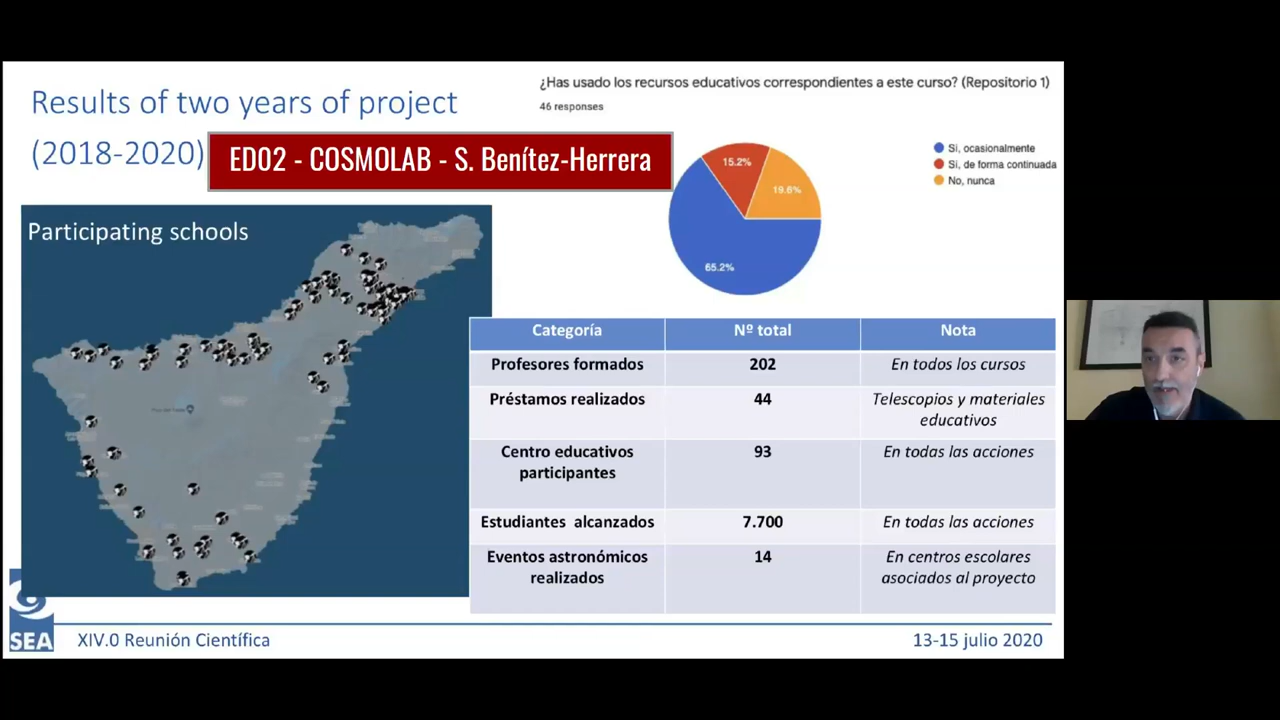 Results of two years of project
(2018-2020)
ED02 - COSMOLAB - S. Benítez-Herrera
¿Has usado los recursos educativos correspondientes a este curso? (Repositorio 1)
46 responses
15.2%
19.6%
65.2%
Sí, ocasionalmente
Sí, de forma continuada
No, nunca
Participating schools
Categoría Nº total Nota
Profesores formados 202 En todos los cursos
Préstamos realizados 44 Telescopios y materiales
educativos
Centro educativos 93 En todas las acciones
participantes
Estudiantes alcanzados 7.700 En todas las acciones
Eventos astronómicos 14 En centros escolares
realizados asociados al proyecto
SEA
XIV.0 Reunión Científica
13-15 julio 2020